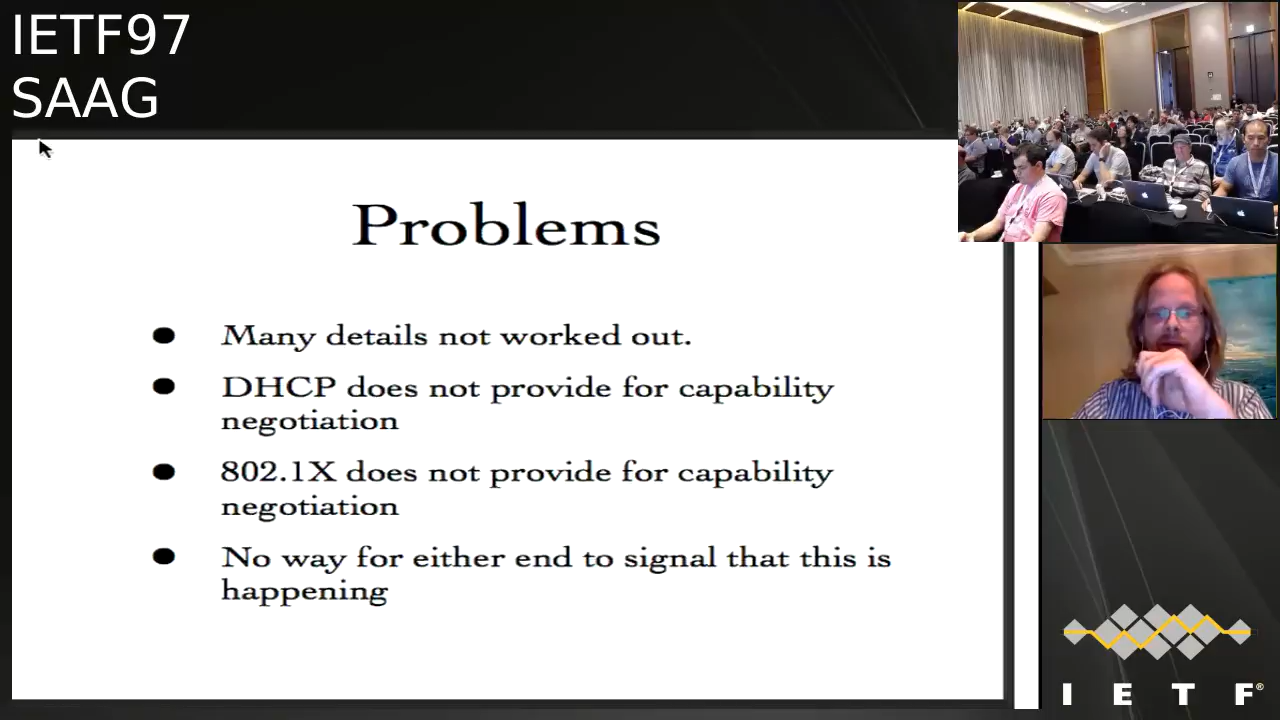 IETF97
SAAG
Problems
Many details not worked out.
DHCP does not provide for capability
negotiation
802.1X does not provide for capability
negotiation
No way for either end to signal that this is
happening
I E T F®